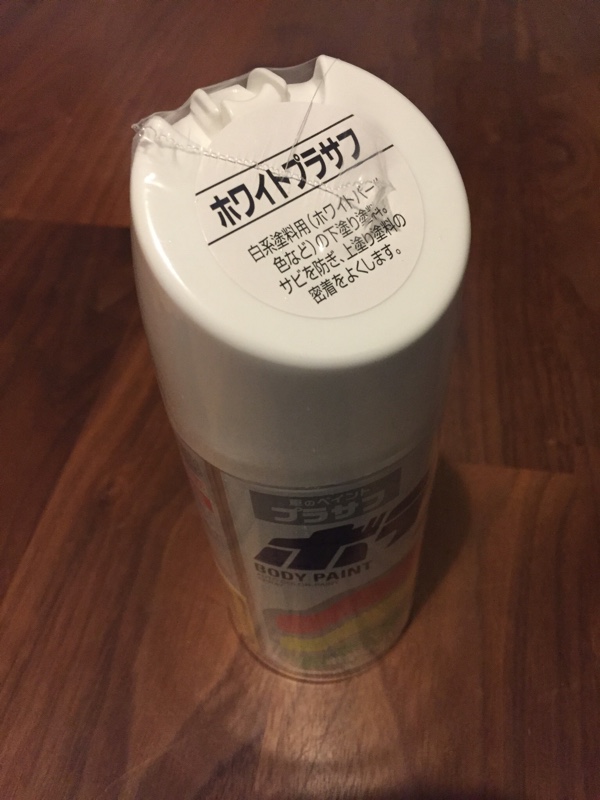 ホワイトプラサフ
白系塗料用(ホワイトパール
色など)の下塗り塗料。
サビを防ぎ、上塗り塗料の
密着をよくします。
車のペイント
プラサフ
ボデ
BODY PAINT